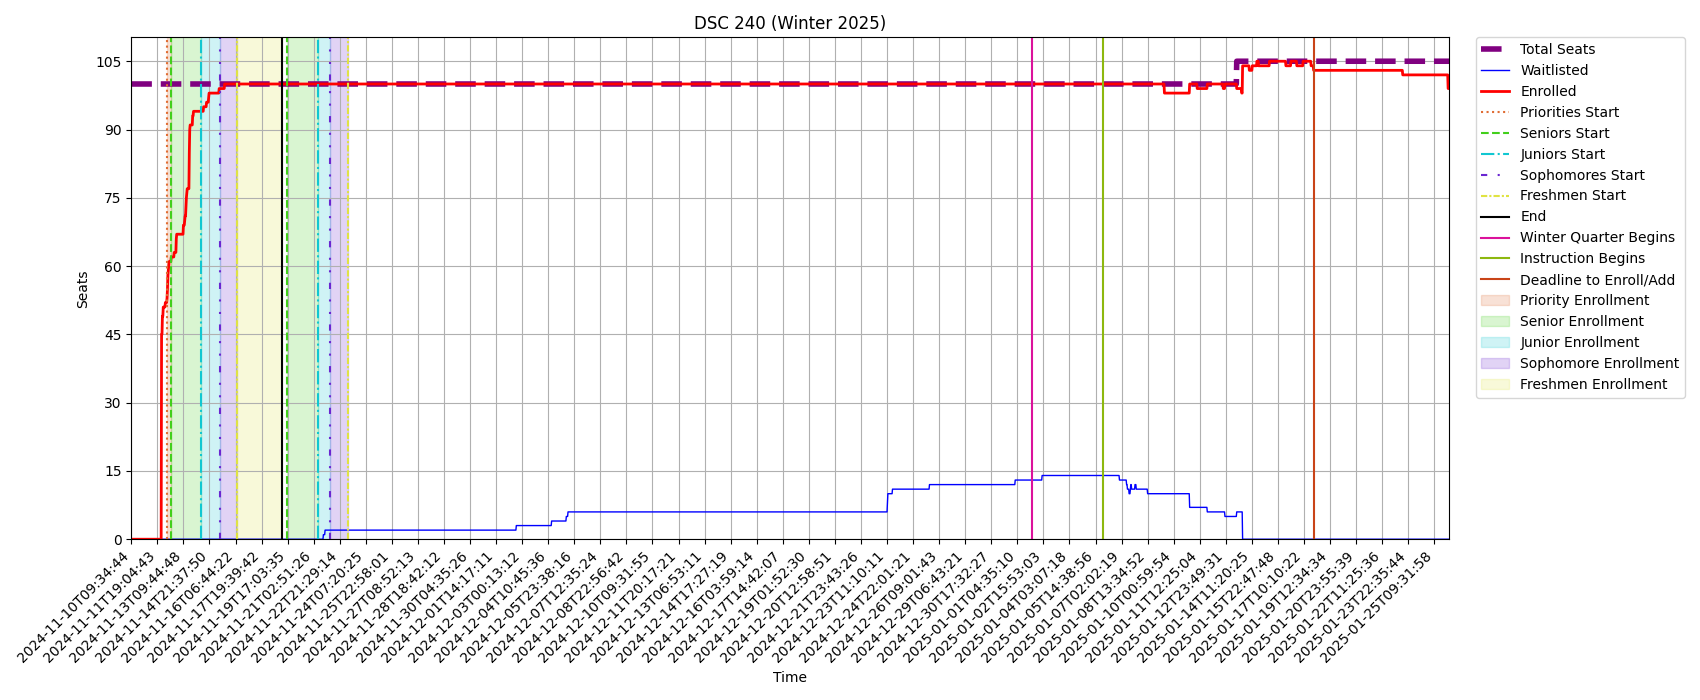 DSC 240 (Winter 2025)
Seats
105
90
75
60
45
30
15
0
2024-11-10T09:34:44
2024-11-11T19:04:43
2024-11-13T09:44:48
2024-11-14T21:37:50
2024-11-16T06:44:22
2024-11-17T19:39:42
2024-11-19T17:03:35
2024-11-21T02:51:26
2024-11-22T21:29:14
2024-11-24T07:20:25
2024-11-25T22:58:01
2024-11-27T08:52:13
2024-11-28T18:42:12
2024-11-30T04:35:26
2024-12-01T14:17:11
2024-12-03T00:13:12
2024-12-04T10:45:36
2024-12-05T23:38:16
2024-12-07T12:35:24
2024-12-08T22:56:42
2024-12-10T09:31:55
2024-12-11T20:17:21
2024-12-13T06:53:11
2024-12-14T17:27:19
2024-12-16T03:59:14
2024-12-17T14:42:07
2024-12-19T01:52:30
2024-12-20T12:58:51
2024-12-21T23:43:26
2024-12-23T11:10:11
2024-12-24T22:01:21
2024-12-26T09:01:43
2024-12-29T06:43:21
2024-12-30T17:32:27
2025-01-01T04:35:10
2025-01-02T15:53:03
2025-01-04T03:07:18
2025-01-05T14:38:56
2025-01-07T02:02:19
2025-01-08T13:34:52
2025-01-10T00:59:54
2025-01-11T12:25:04
2025-01-12T23:49:31
2025-01-14T11:20:25
2025-01-15T22:47:48
2025-01-17T10:10:22
2025-01-19T12:34:34
2025-01-20T23:55:39
2025-01-22T11:25:36
2025-01-23T22:35:44
2025-01-25T09:31:58
Time
Total Seats
Waitlisted
Enrolled
Priorities Start
Seniors Start
Juniors Start
Sophomores Start
Freshmen Start
End
Winter Quarter Begins
Instruction Begins
Deadline to Enroll/Add
Priority Enrollment
Senior Enrollment
Junior Enrollment
Sophomore Enrollment
Freshmen Enrollment